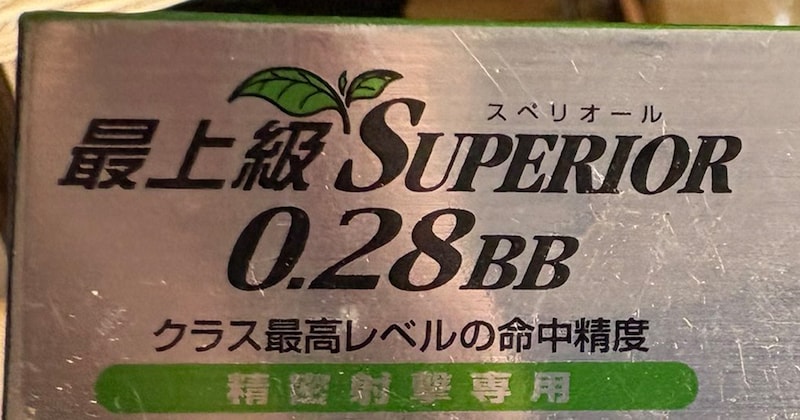 スペリオール
最上級 SUPERIOR
0.28BB
クラス最高レベルの命中精度
精密射撃専用